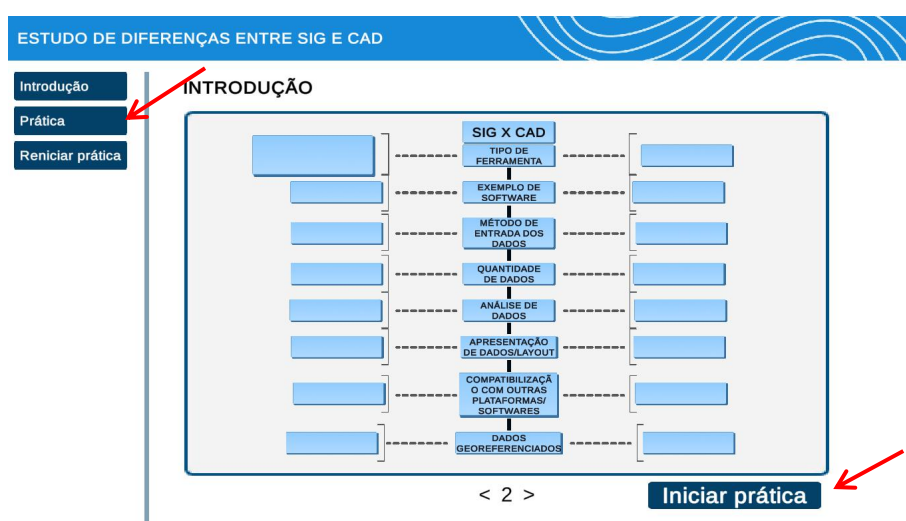 ESTUDO DE DIFERENÇAS ENTRE SIG E CAD
Introdução
Prática
Reniciar prática
INTRODUÇÃO
SIG X CAD
TIPO DE
FERRAMENTA
EXEMPLO DE
SOFTWARE
MÉTODO DE
ENTRADA DOS
DADOS
QUANTIDADE
DE DADOS
ANÁLISE DE
DADOS
APRESENTAÇÃO
DE DADOS/LAYOUT
COMPATIBILIZAÇÃ
O COM OUTRAS
PLATAFORMAS/
SOFTWARES
DADOS
GEOREFERENCIADOS
< 2 >
Iniciar prática